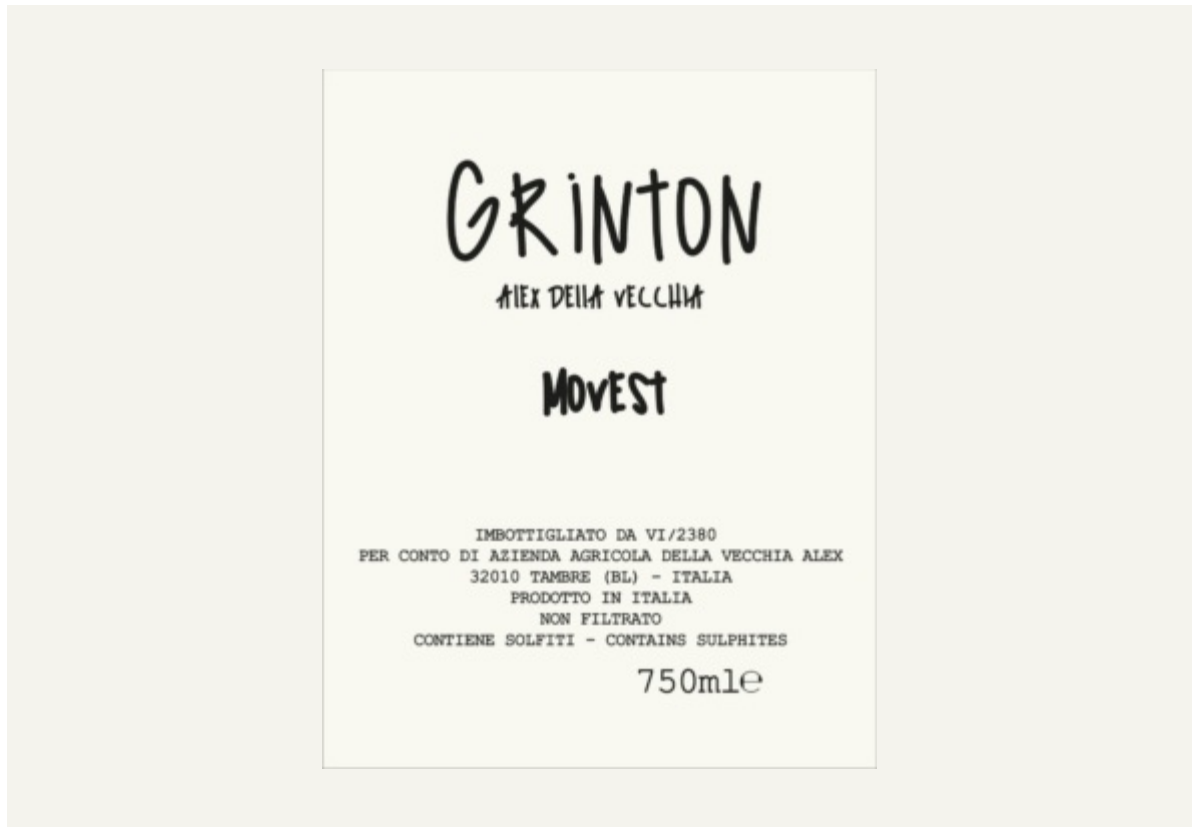 GRiNTON
ALEX DELLA VECCHIA
MOVEST
IMBOTTIGLIATO DA VI/2380
PER CONTO DI AZIENDA AGRICOLA DELLA VECCHIA ALEX
32010 TAMBRE (BL) - ITALIA
PRODOTTO IN ITALIA
NON FILTRATO
CONTIENE SOLFITI - CONTAINS SULPHITES
750ml℮